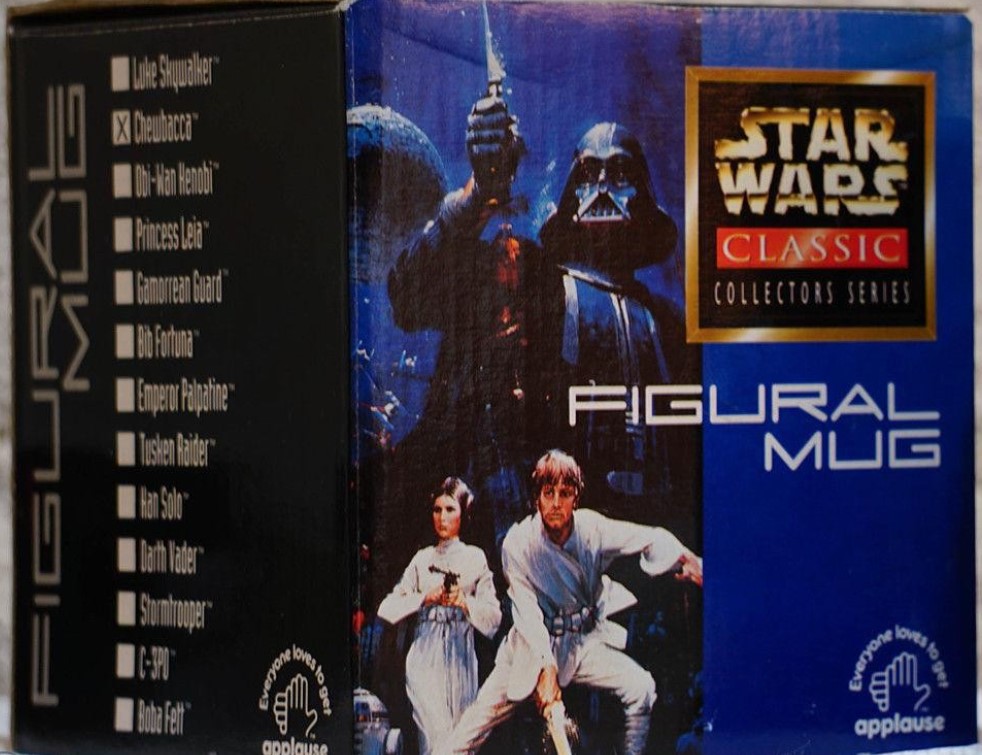 FIGURAL
MUG
Luke Skywalker™
X Chewbacca™
Obi-Wan Kenobi™
Princess Leia™
Gamorrean Guard™
Bib Fortuna™
Emperor Palpatine™
Tusken Raider™
Han Solo™
Darth Vader™
Stormtrooper™
C-3PO™
Boba Fett™
Everyone loves to get
applause
STAR
WARS
CLASSIC
COLLECTORS SERIES
FIGURAL
MUG
Everyone loves to get
applause